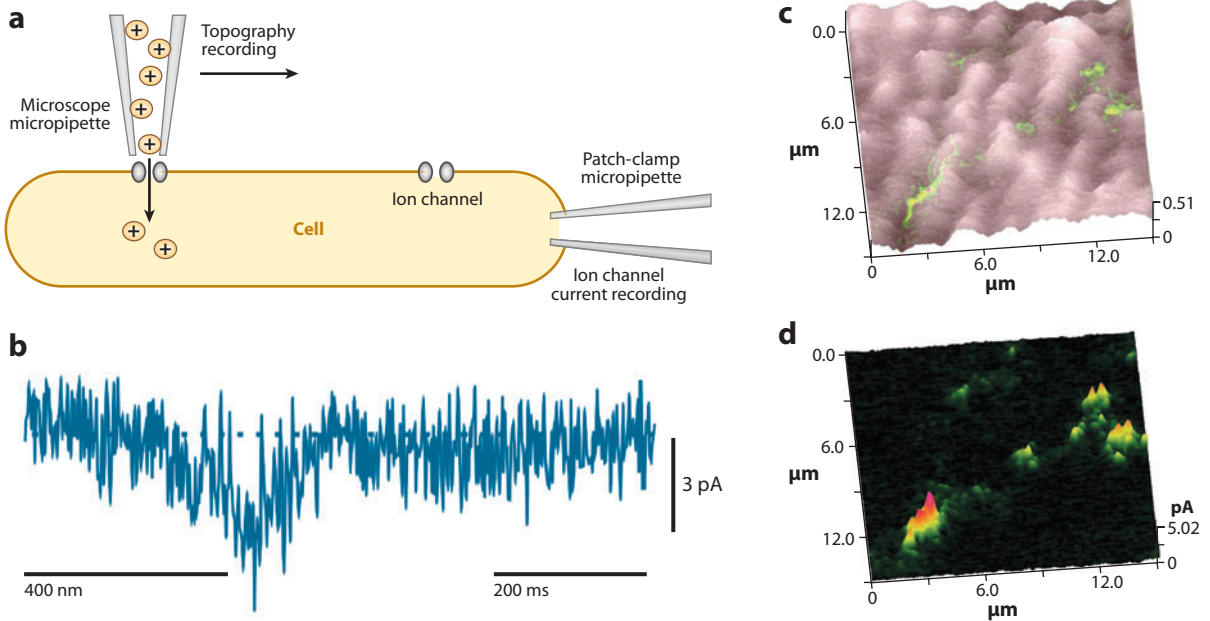 a
Topography
recording
Microscope
micropipette
+
+
+
+
+
+
+
Ion channel
Cell
Patch-clamp
micropipette
Ion channel
current recording
b
3 pA
400 nm
200 ms
c
0.0
6.0
12.0
µm
0.51
0
0
6.0
12.0
µm
d
0.0
6.0
12.0
µm
pA
5.02
0
0
6.0
12.0
µm